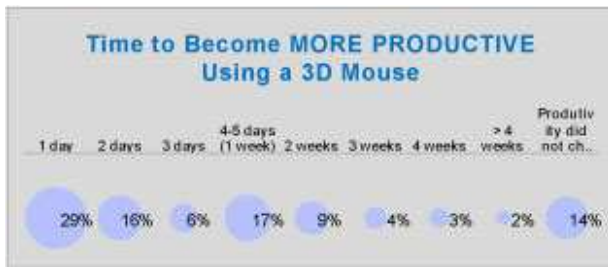 Time to Become MORE PRODUCTIVE
Using a 3D Mouse
1 day
2 days
3 days
4-5 days
(1 week)
2 weeks
3 weeks
4 weeks
> 4
weeks
Produtiv
ity did
not ch..
29%
16%
6%
17%
9%
4%
3%
2%
14%